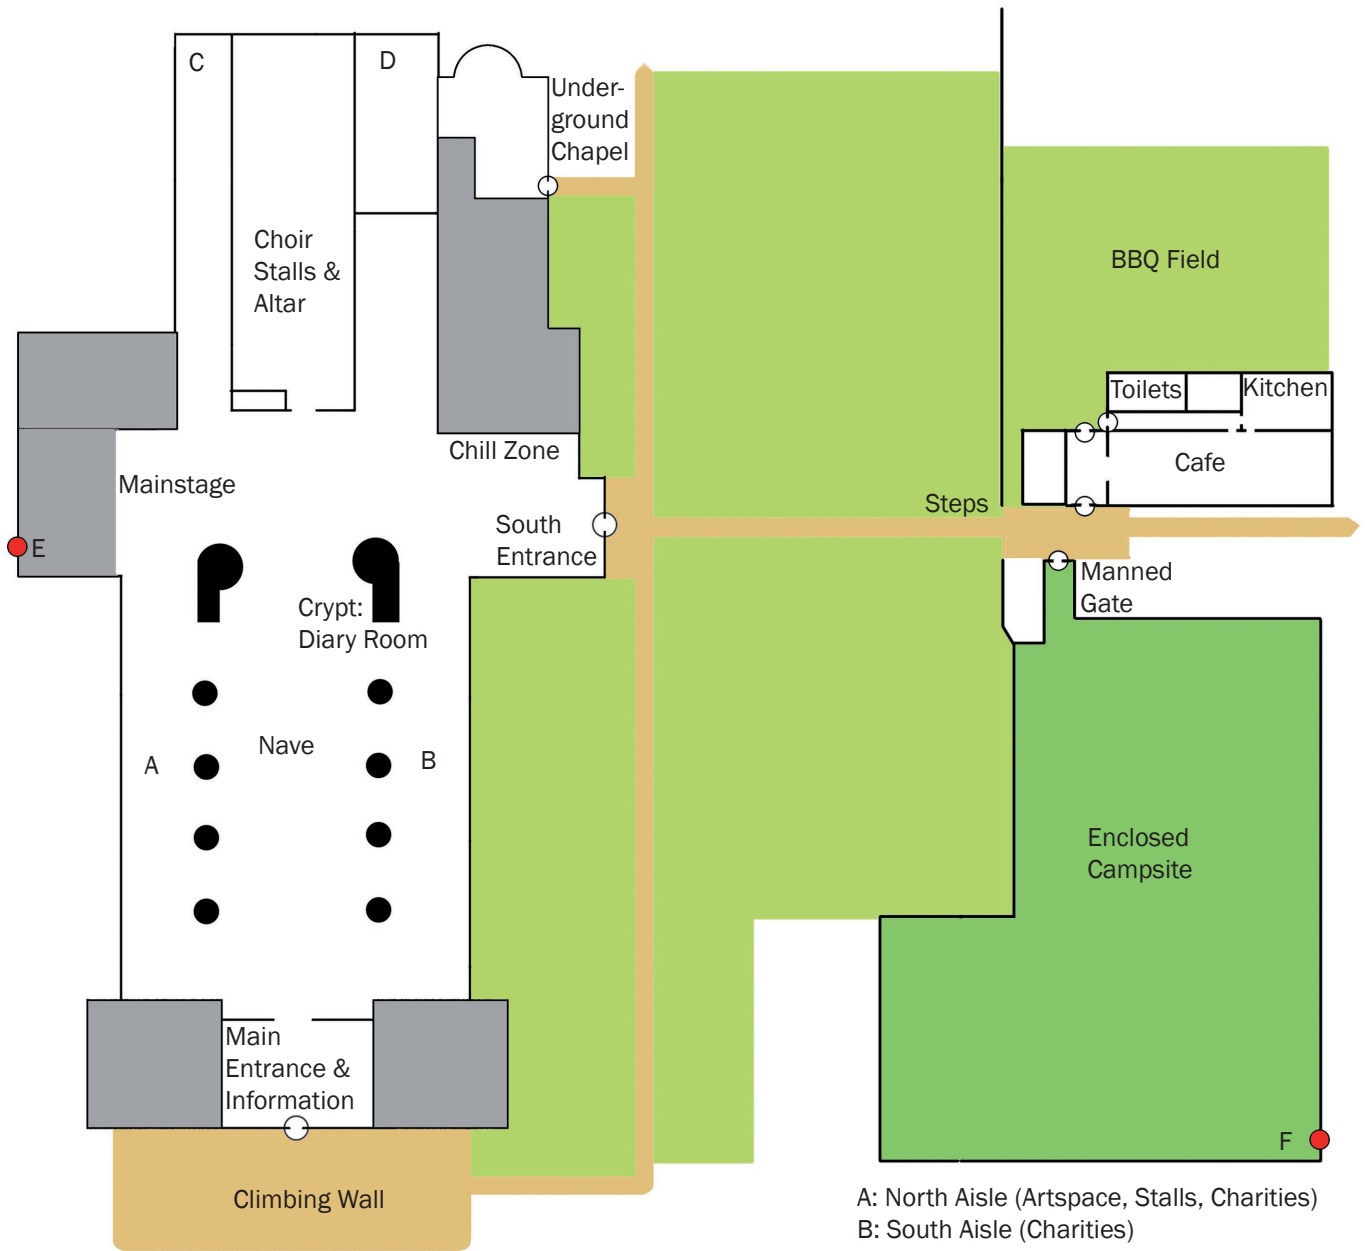 C
D
Under-
ground
Chapel
Choir
Stalls &
Altar
BBQ Field
Toilets
Kitchen
Chill Zone
Cafe
Mainstage
Steps
South
Entrance
E
Manned
Gate
Crypt:
Diary Room
Nave
A
B
Enclosed
Campsite
Main
Entrance &
Information
F
Climbing Wall
A: North Aisle (Artspace, Stalls, Charities)
B: South Aisle (Charities)